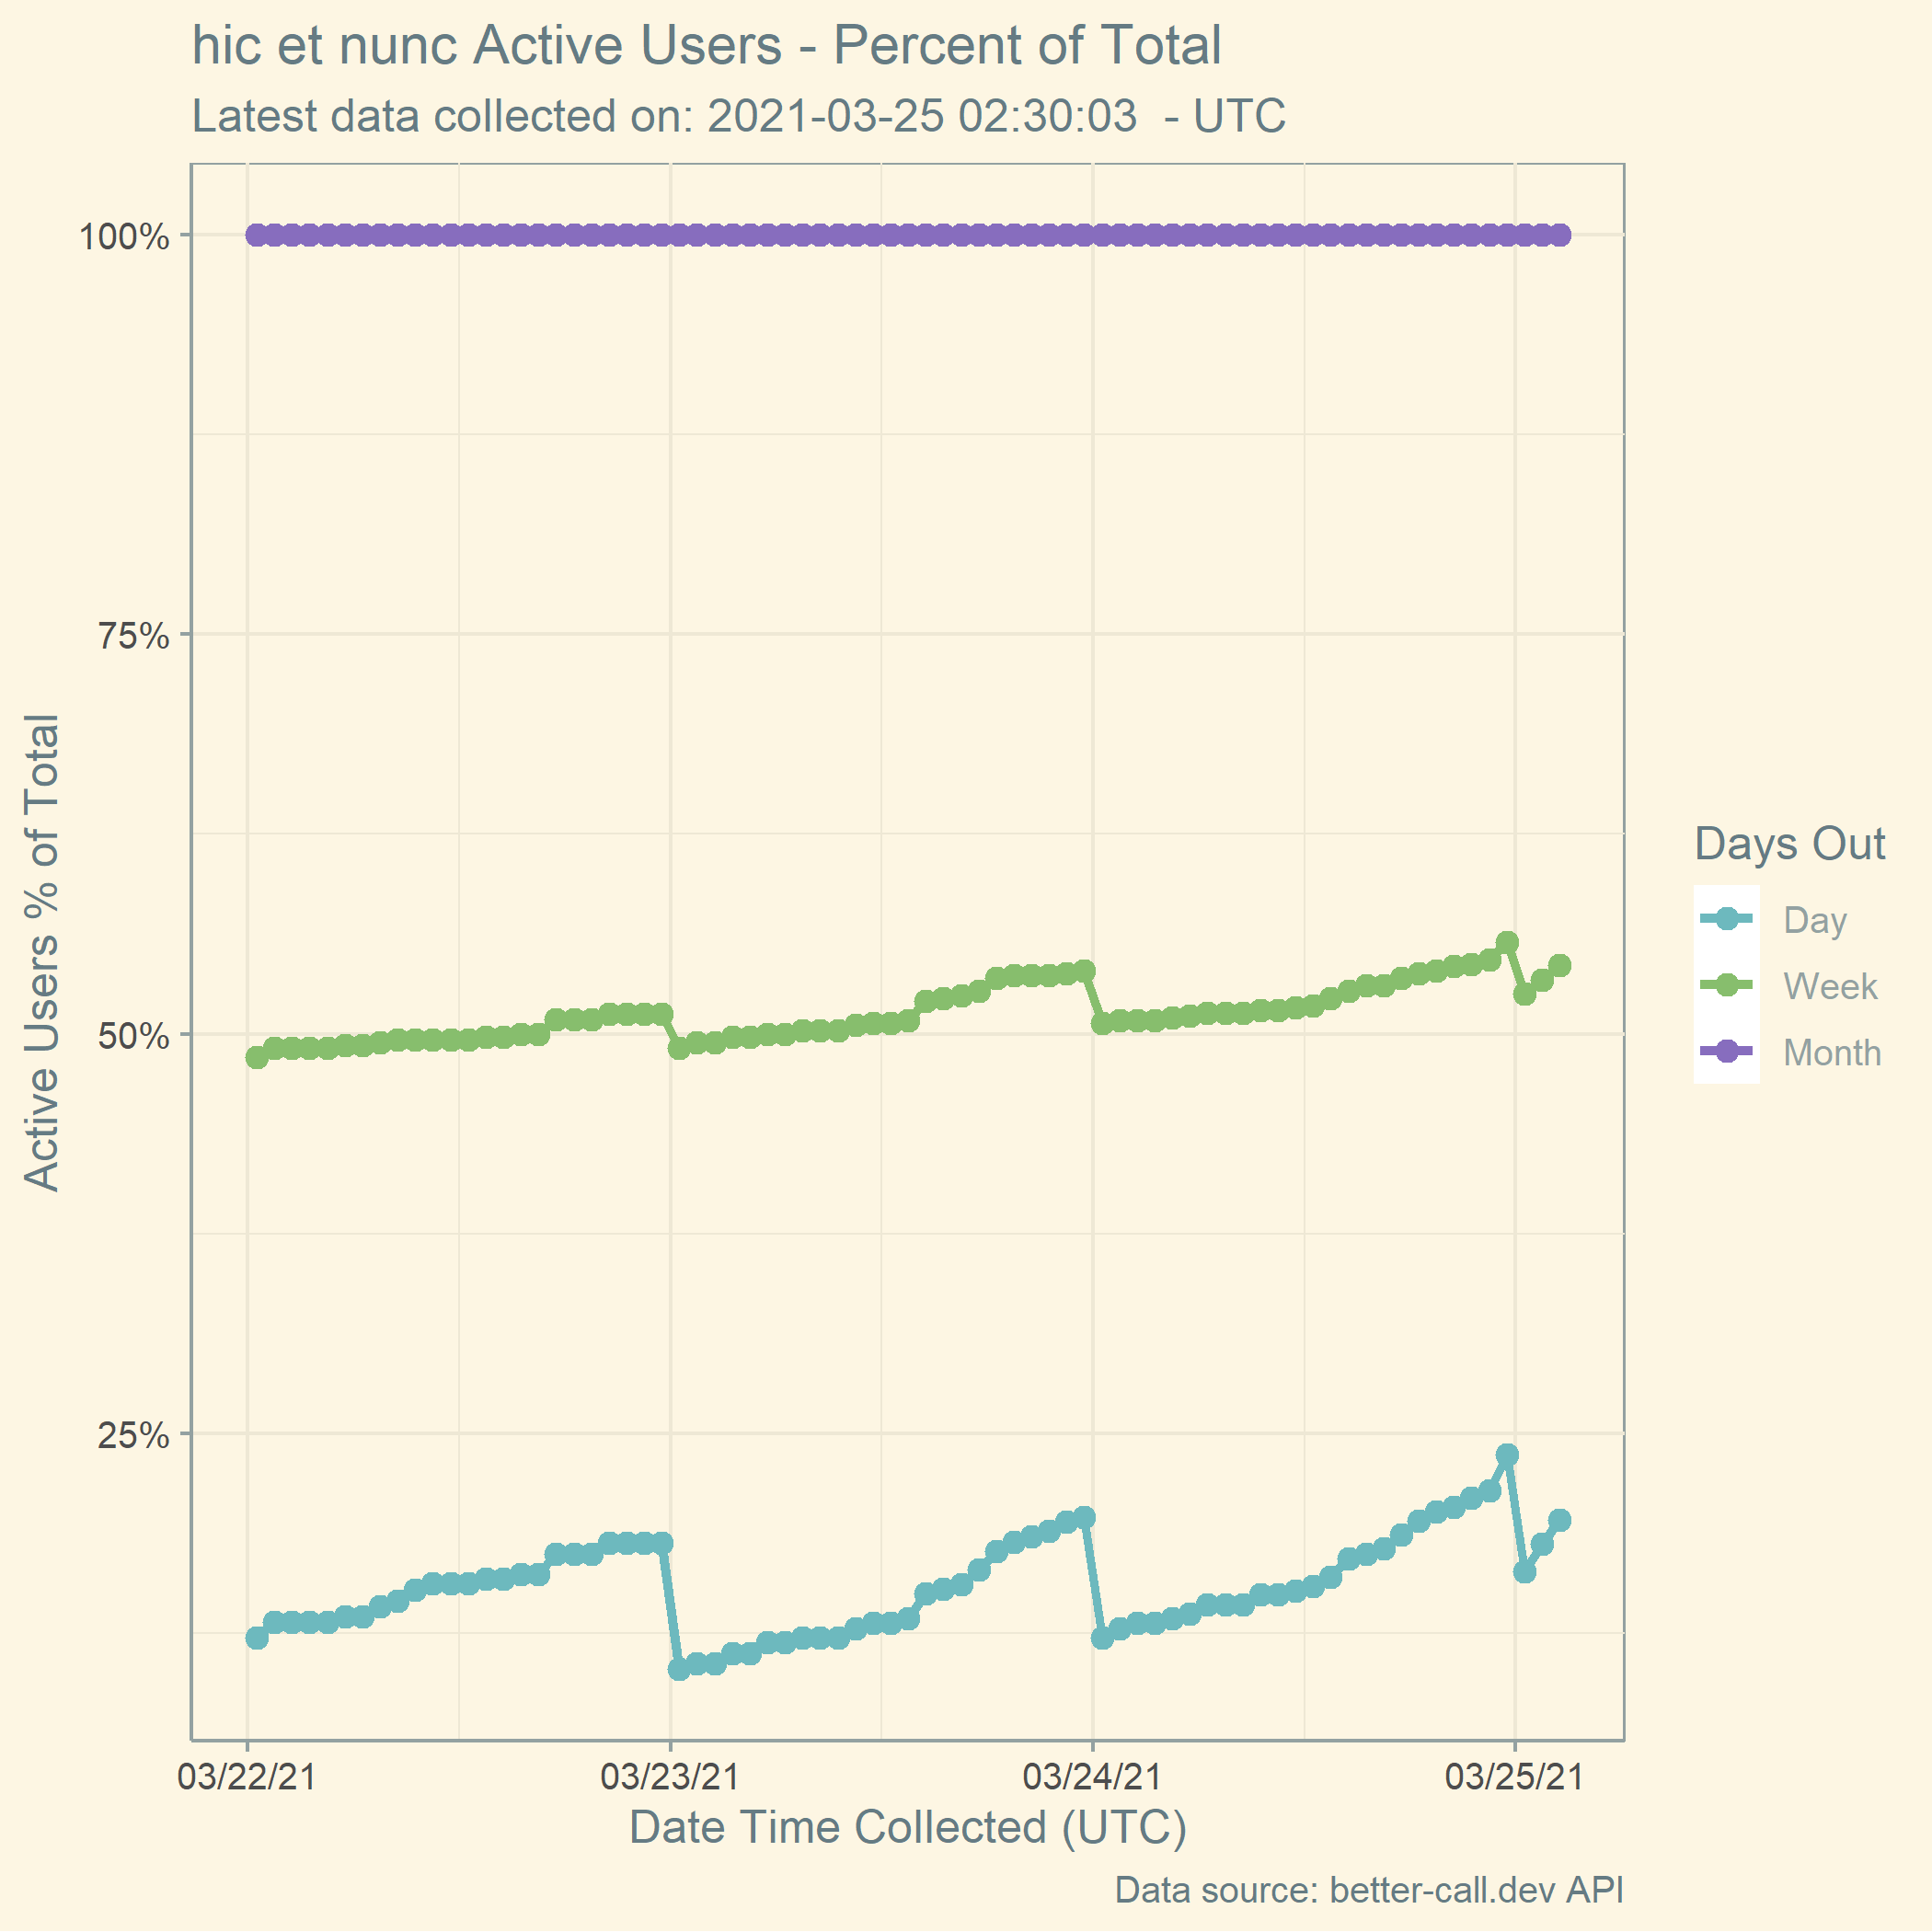 hic et nunc Active Users - Percent of Total
Latest data collected on: 2021-03-25 02:30:03  - UTC
Active Users % of Total
100%
75%
50%
25%
03/22/21
03/23/21
03/24/21
03/25/21
Date Time Collected (UTC)
Days Out
Day
Week
Month
Data source: better-call.dev API